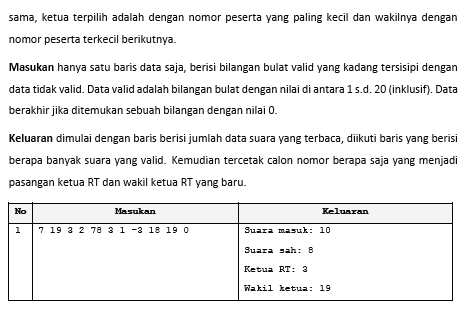 sama, ketua terpilih adalah dengan nomor peserta yang paling kecil dan wakilnya dengan
nomor peserta terkecil berikutnya.
Masukan hanya satu baris data saja, berisi bilangan bulat valid yang kadang tersisipi dengan
data tidak valid. Data valid adalah bilangan bulat dengan nilai di antara 1 s.d. 20 (inklusif). Data
berakhir jika ditemukan sebuah bilangan dengan nilai 0.
Keluaran dimulai dengan baris berisi jumlah data suara yang terbaca, diikuti baris yang berisi
berapa banyak suara yang valid. Kemudian tercetak calon nomor berapa saja yang menjadi
pasangan ketua RT dan wakil ketua RT yang baru.
No Masukan Keluaran
1 7 19 3 2 78 3 1 -3 18 19 0 Suara masuk: 10
Suara sah: 8
Ketua RT: 3
Wakil ketua: 19